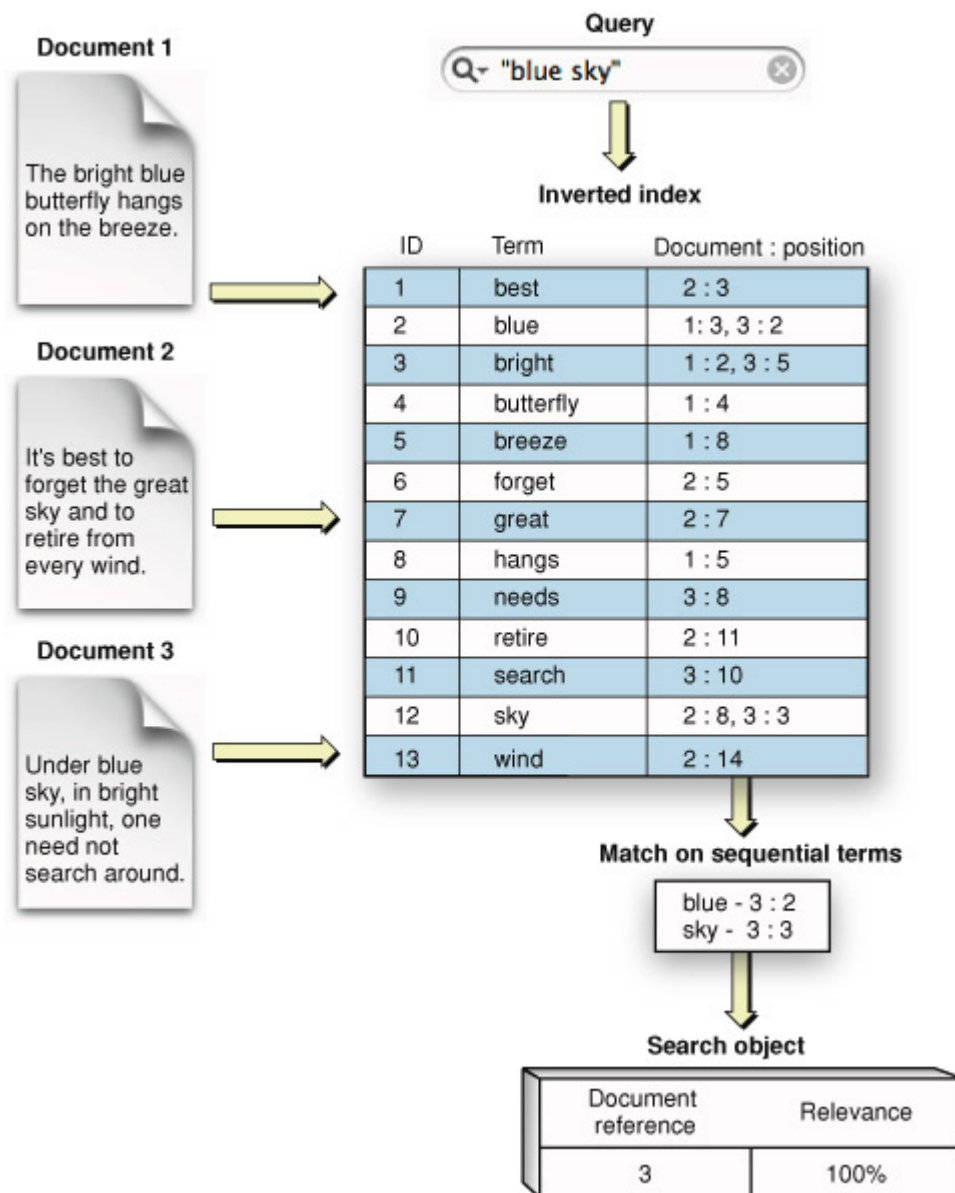 Document 1
The bright blue
butterfly hangs
on the breeze.
Document 2
It's best to
forget the great
sky and to
retire from
every wind.
Document 3
Under blue
sky, in bright
sunlight, one
need not
search around.
Query
"blue sky"
Inverted index
ID Term Document : position
1 best 2 : 3
2 blue 1: 3, 3 : 2
3 bright 1 : 2, 3 : 5
4 butterfly 1 : 4
5 breeze 1 : 8
6 forget 2 : 5
7 great 2 : 7
8 hangs 1 : 5
9 needs 3 : 8
10 retire 2 : 11
11 search 3 : 10
12 sky 2 : 8, 3 : 3
13 wind 2 : 14
Match on sequential terms
blue - 3 : 2
sky - 3 : 3
Search object
Document
reference
Relevance
3 100%